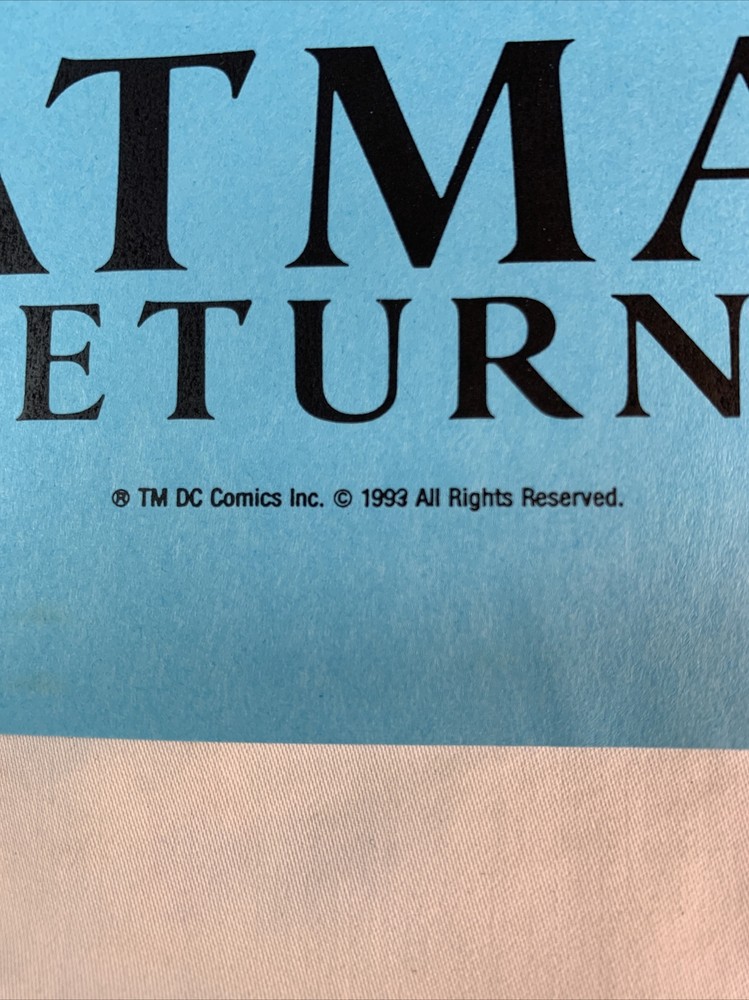 ATMA
ETURN
® TM DC Comics Inc. © 1993 All Rights Reserved.